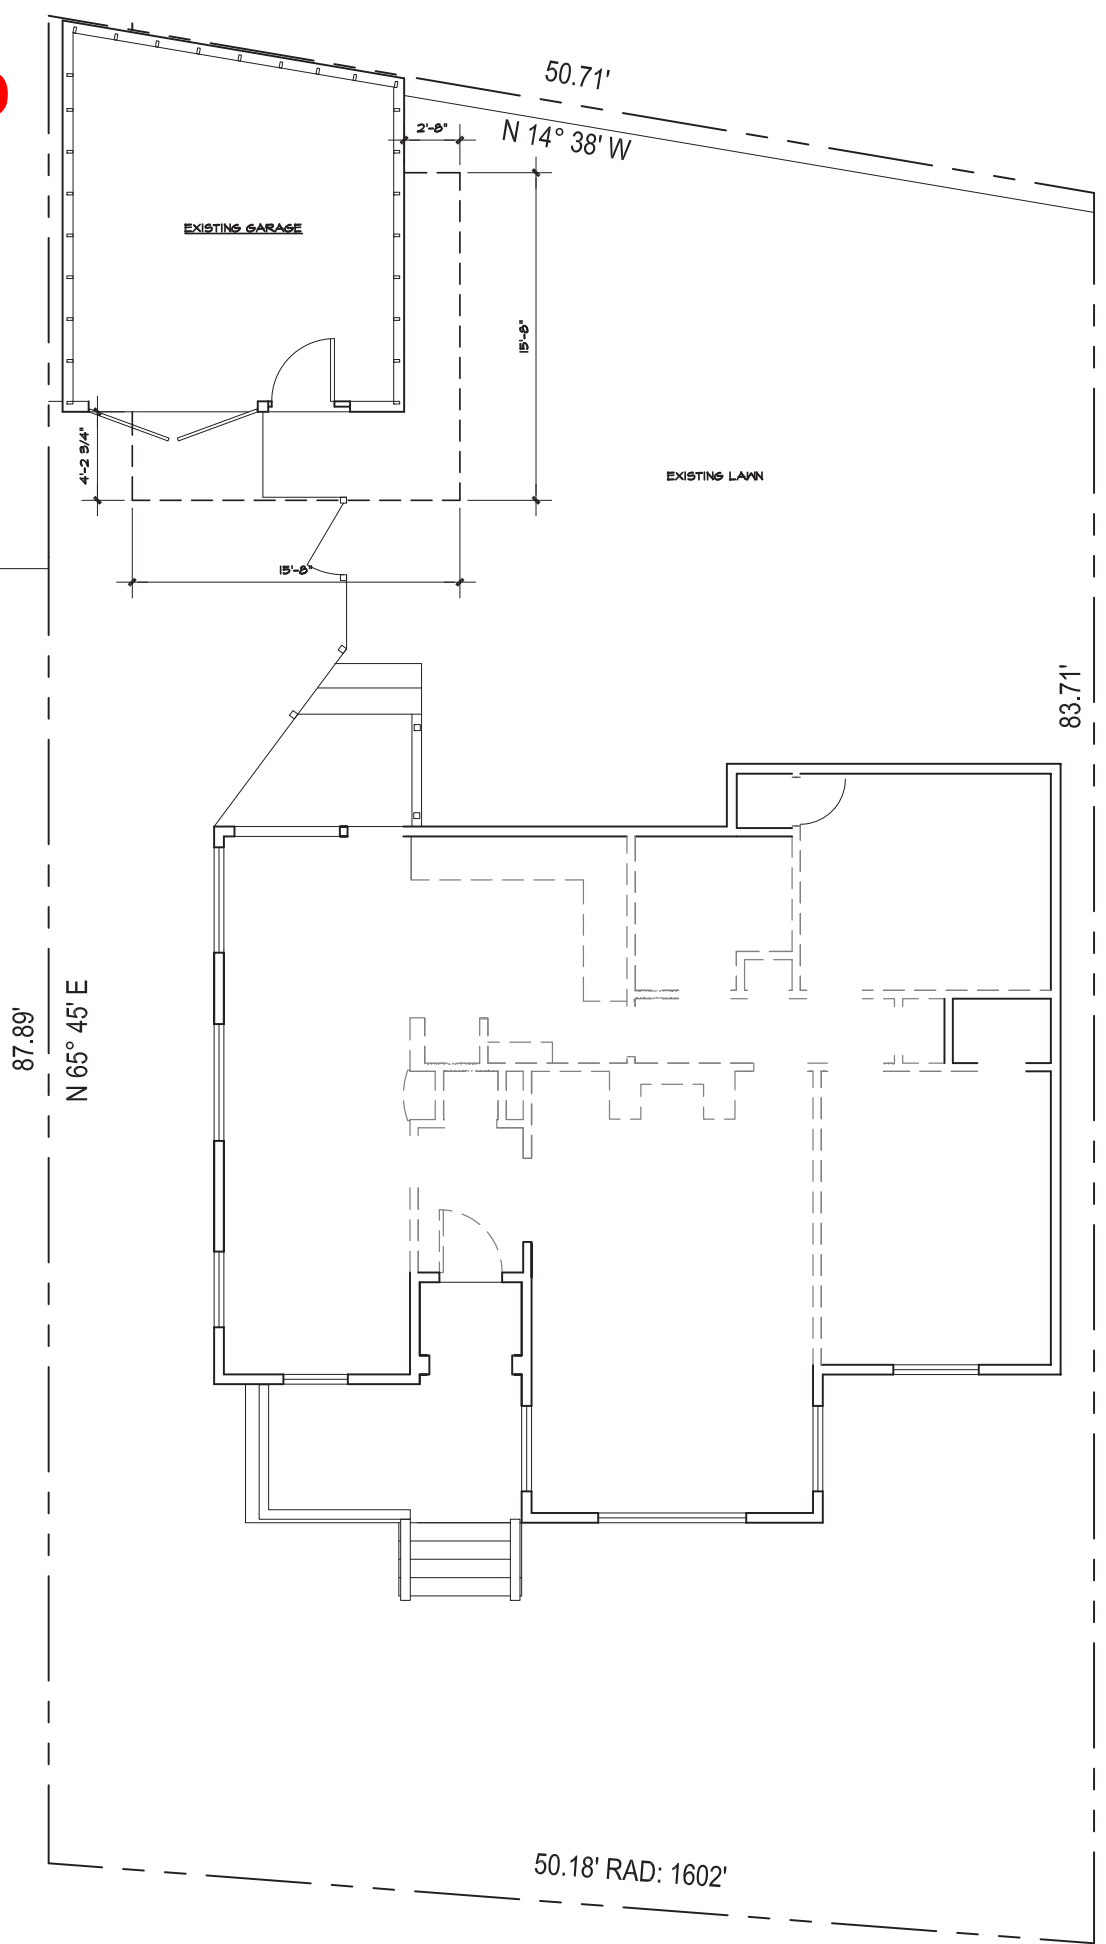 50.71'
N 14° 38' W
2'-8"
EXISTING GARAGE
15'-8"
4'-2 3/4"
EXISTING LAWN
15'-8"
83.71'
87.89'
N 65° 45' E
50.18' RAD: 1602'